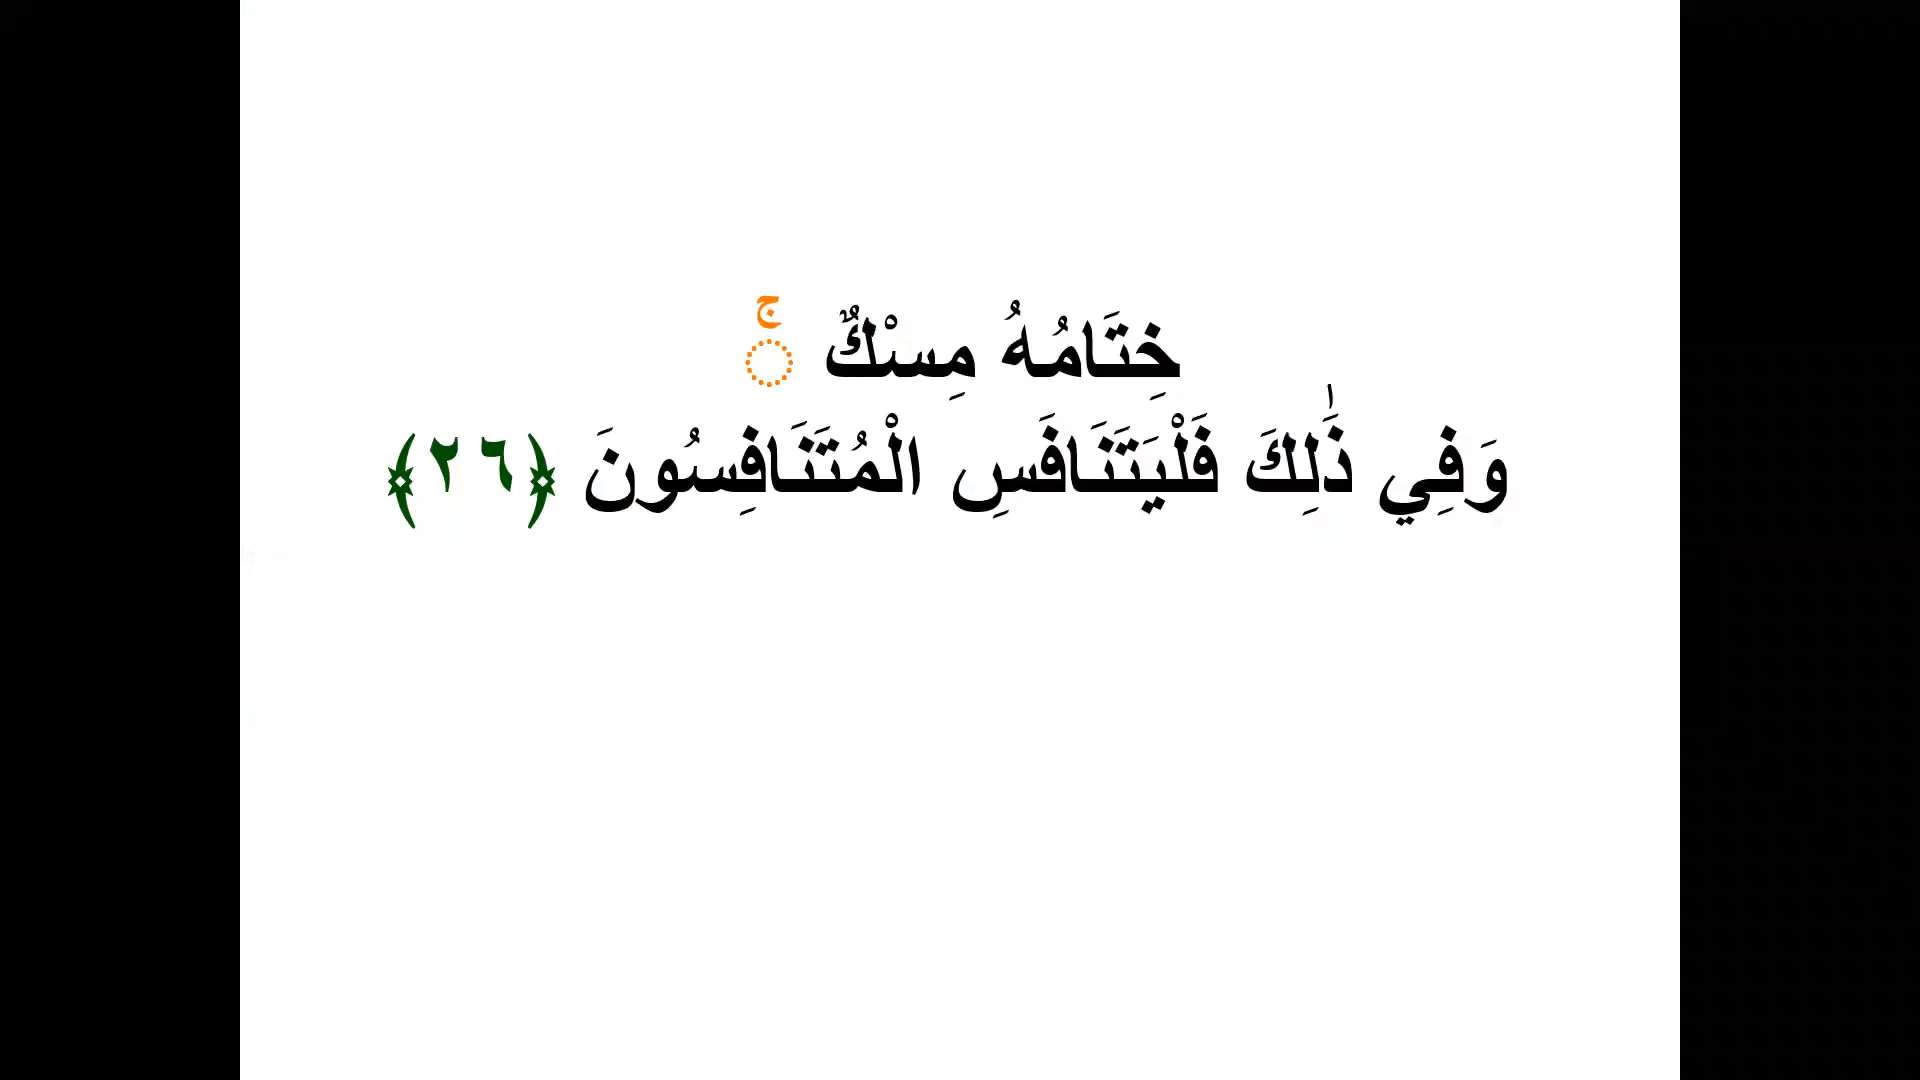 خِتَامُهُ مِسْكٌ ۚ
وَفِي ذَٰلِكَ فَلْيَتَنَافَسِ الْمُتَنَافِسُونَ ﴿٢٦﴾